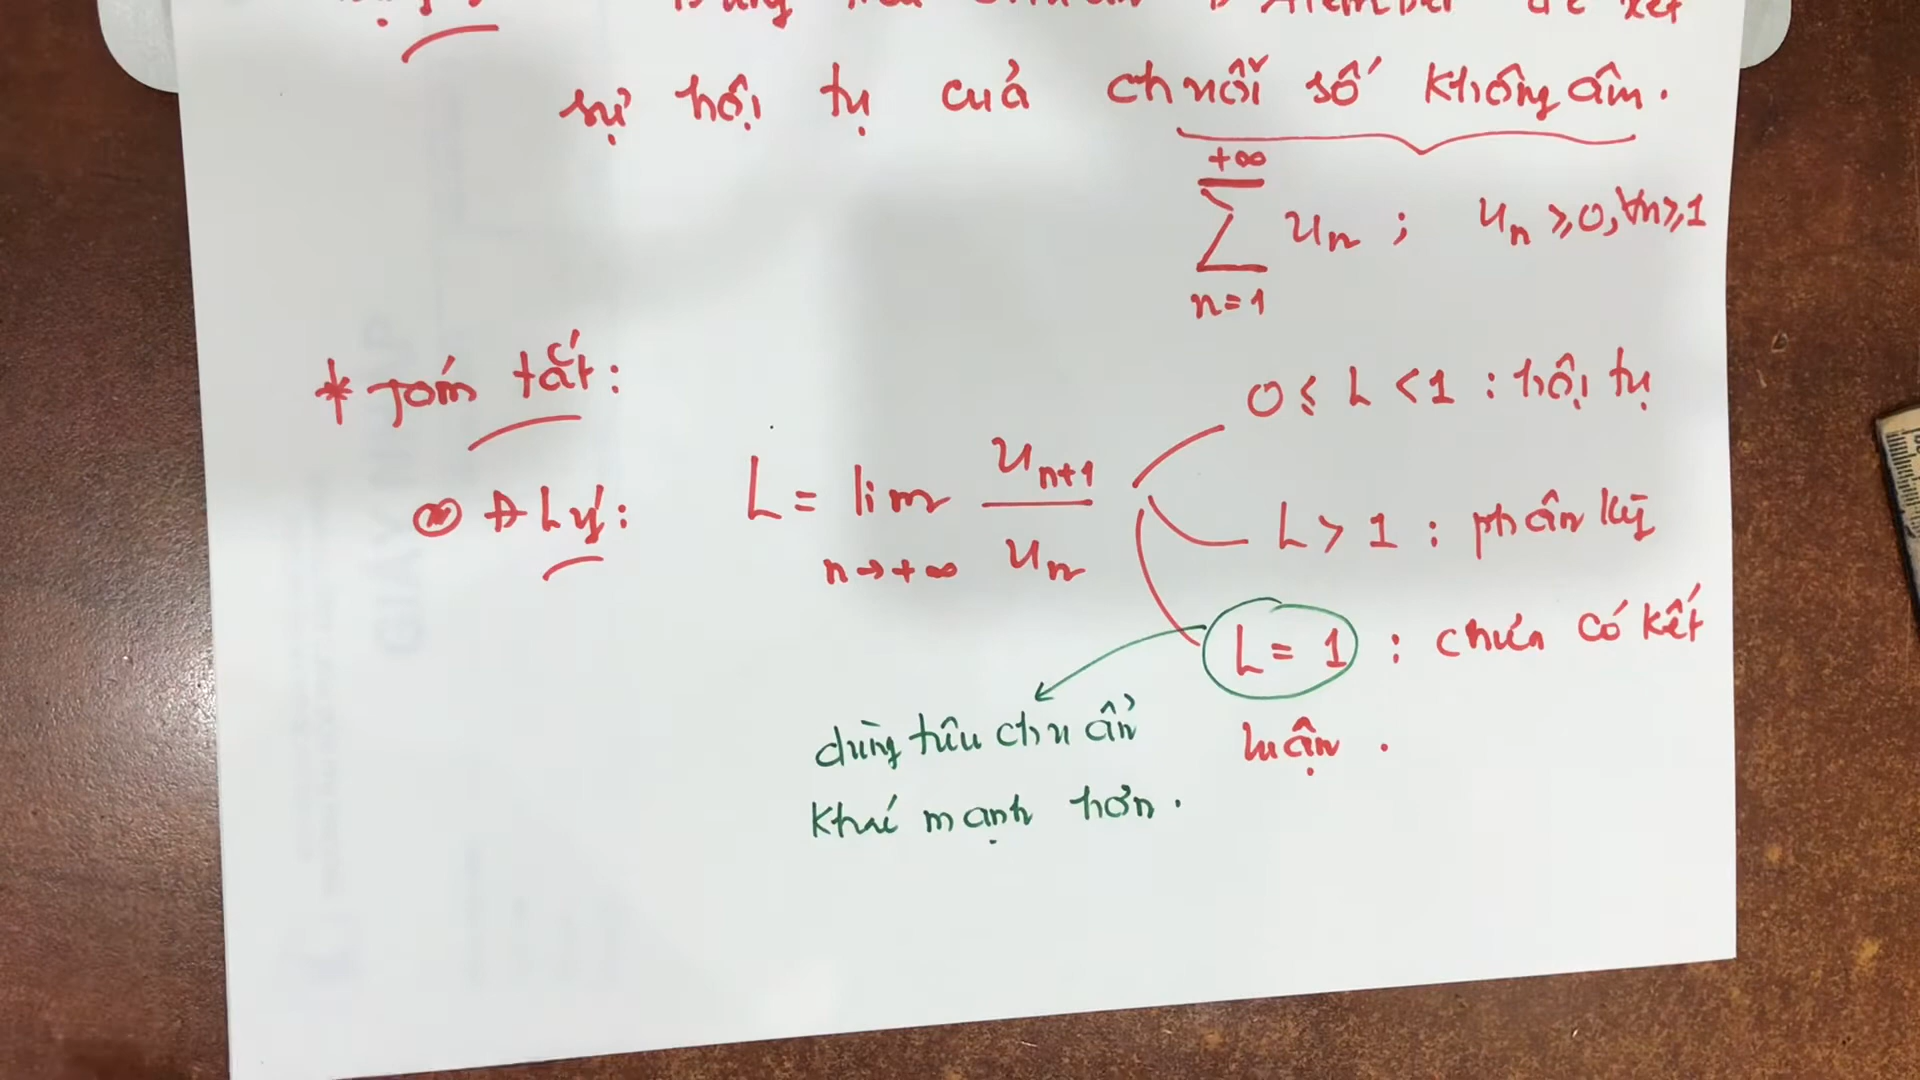 sự hội tụ của chuỗi số không âm.
+∞
∑ uₙ ; uₙ ≥ 0, ∀n ≥ 1
n=1
* Tóm tắt:
Đ Lý: L = lim uₙ₊₁ / uₙ
n→+∞
0 ≤ L < 1 : hội tụ
L > 1 : phân kỳ
L = 1 : chưa có kết
luận .
dùng tiêu chuẩn
khác mạnh hơn .